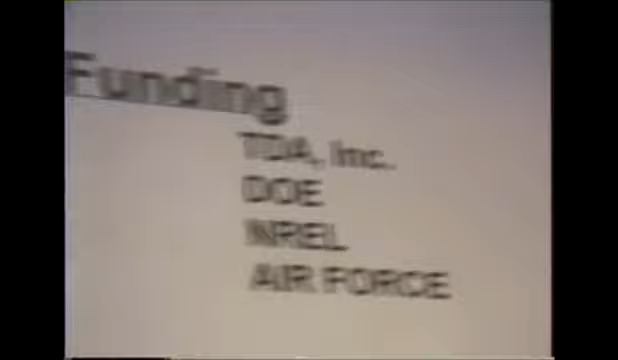 Funding
TDA, Inc.
DOE
NREL
AIR FORCE